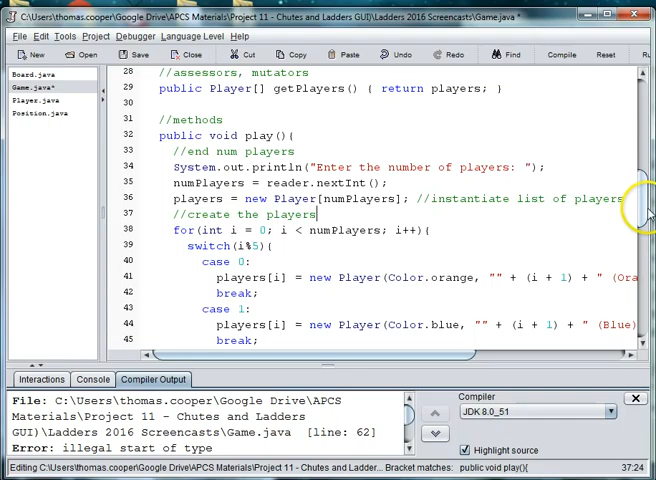 C:\Users\thomas.cooper\Google Drive\APCS Materials\Project 11 - Chutes and Ladders GUI\Ladders 2016 Screencasts\Game.java *
File Edit Tools Project Debugger Language Level Help
New Open Save Close Cut Copy Paste Undo Redo Find Compile Reset Ru
Board.java
Game.java*
Player.java
Position.java
28 //assessors, mutators
29 public Player[] getPlayers() { return players; }
30
31 //methods
32 public void play(){
33 //end num players
34 System.out.println("Enter the number of players: ");
35 numPlayers = reader.nextInt();
36 players = new Player[numPlayers]; //instantiate list of players
37 //create the players
38 for(int i = 0; i < numPlayers; i++){
39 switch(i%5){
40 case 0:
41 players[i] = new Player(Color.orange, "" + (i + 1) + " (Ora
42 break;
43 case 1:
44 players[i] = new Player(Color.blue, "" + (i + 1) + " (Blue)
45 break;
Interactions Console Compiler Output
File: C:\Users\thomas.cooper\Google Drive\APCS
Materials\Project 11 - Chutes and Ladders
GUI\Ladders 2016 Screencasts\Game.java [line: 62]
Error: illegal start of type
Compiler
JDK 8.0_51
Highlight source
Editing C:\Users\thomas.cooper\Google Drive\APCS Materials\Project 11 - Chutes and Ladder... Bracket matches: public void play(){ 37:24